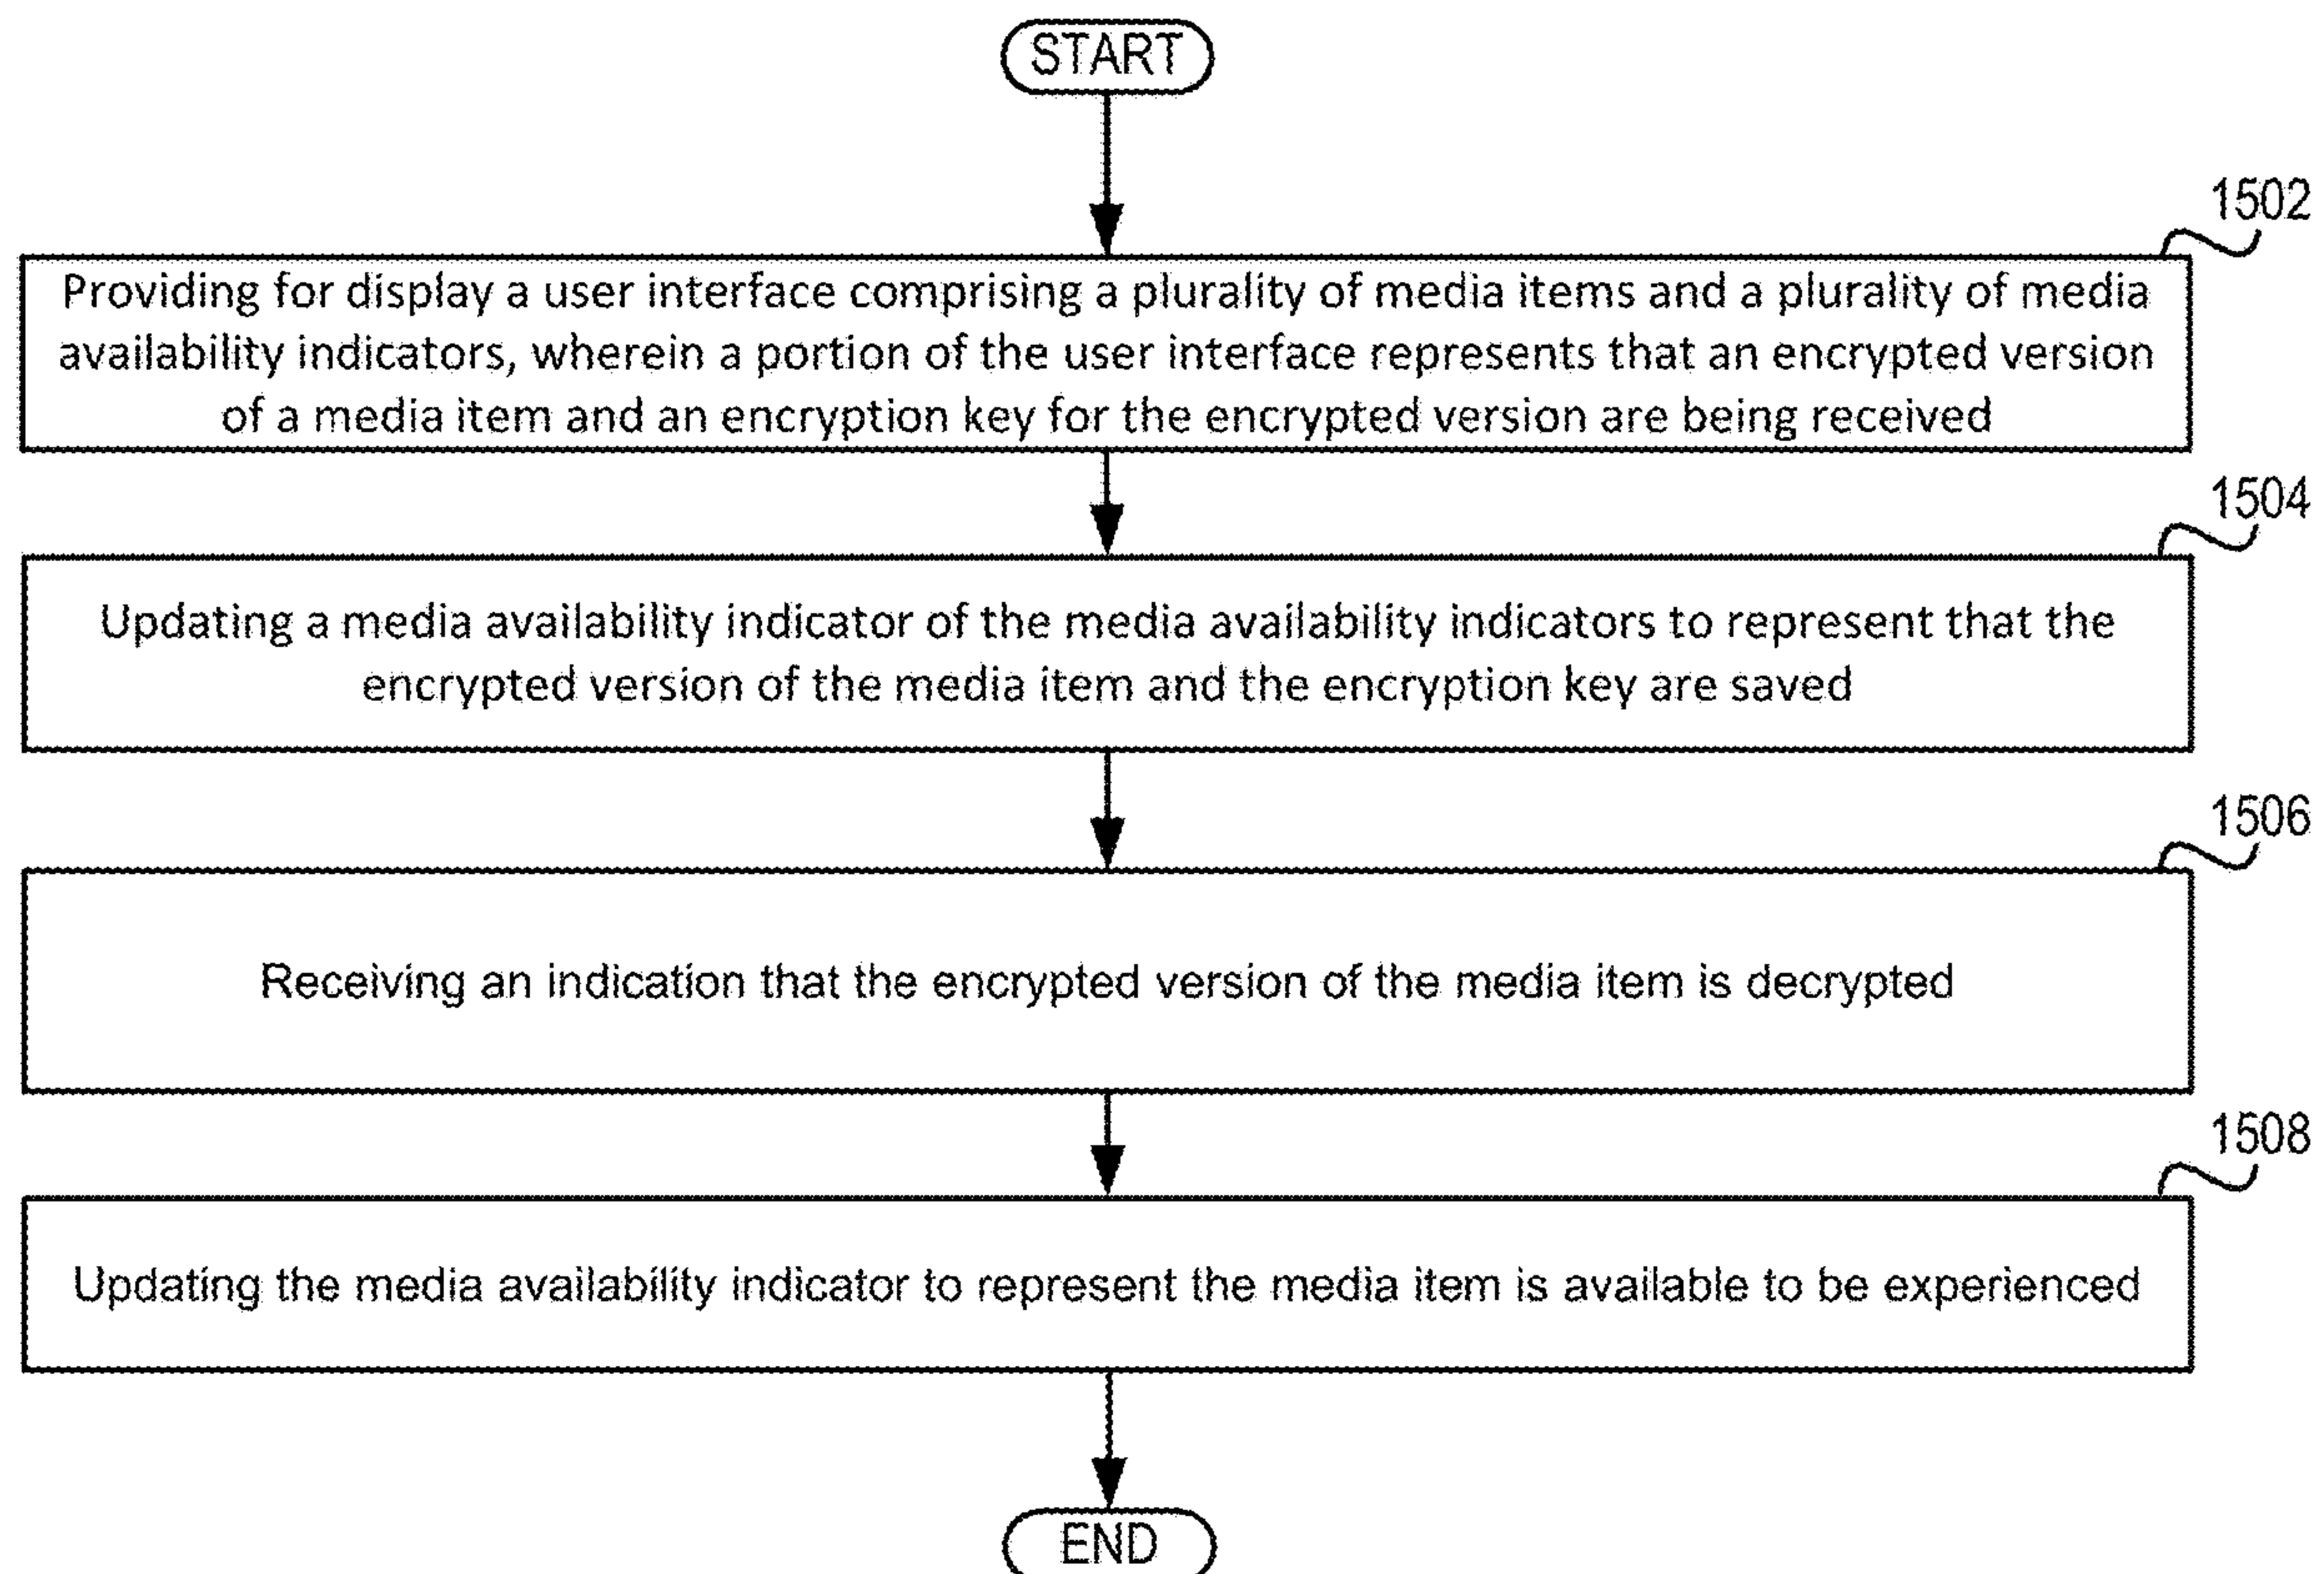 START
1502
Providing for display a user interface comprising a plurality of media items and a plurality of media
availability indicators, wherein a portion of the user interface represents that an encrypted version
of a media item and an encryption key for the encrypted version are being received
1504
Updating a media availability indicator of the media availability indicators to represent that the
encrypted version of the media item and the encryption key are saved
1506
Receiving an indication that the encrypted version of the media item is decrypted
1508
Updating the media availability indicator to represent the media item is available to be experienced
END